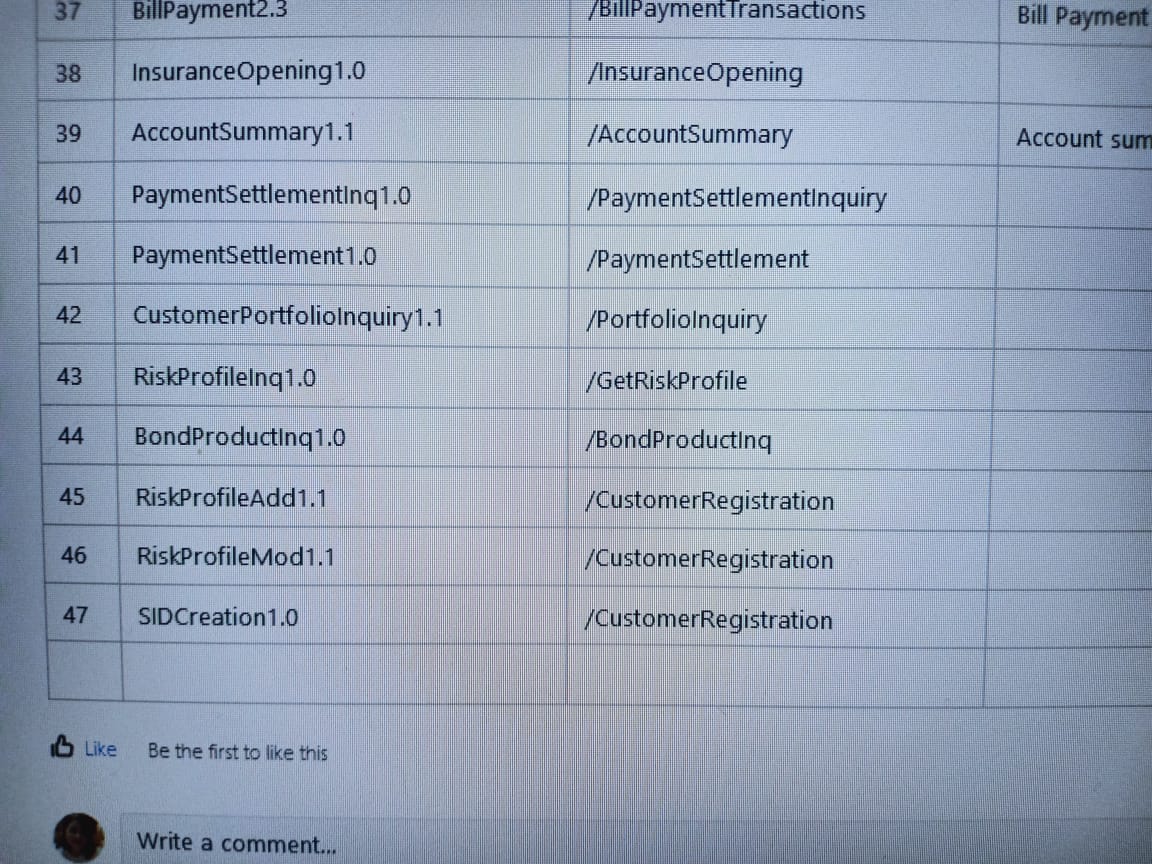 37 BillPayment2.3 /BillPaymentTransactions Bill Payment
38 InsuranceOpening1.0 /InsuranceOpening
39 AccountSummary1.1 /AccountSummary Account sum
40 PaymentSettlementInq1.0 /PaymentSettlementInquiry
41 PaymentSettlement1.0 /PaymentSettlement
42 CustomerPortfolioInquiry1.1 /PortfolioInquiry
43 RiskProfileInq1.0 /GetRiskProfile
44 BondProductInq1.0 /BondProductInq
45 RiskProfileAdd1.1 /CustomerRegistration
46 RiskProfileMod1.1 /CustomerRegistration
47 SIDCreation1.0 /CustomerRegistration
Like Be the first to like this
Write a comment...